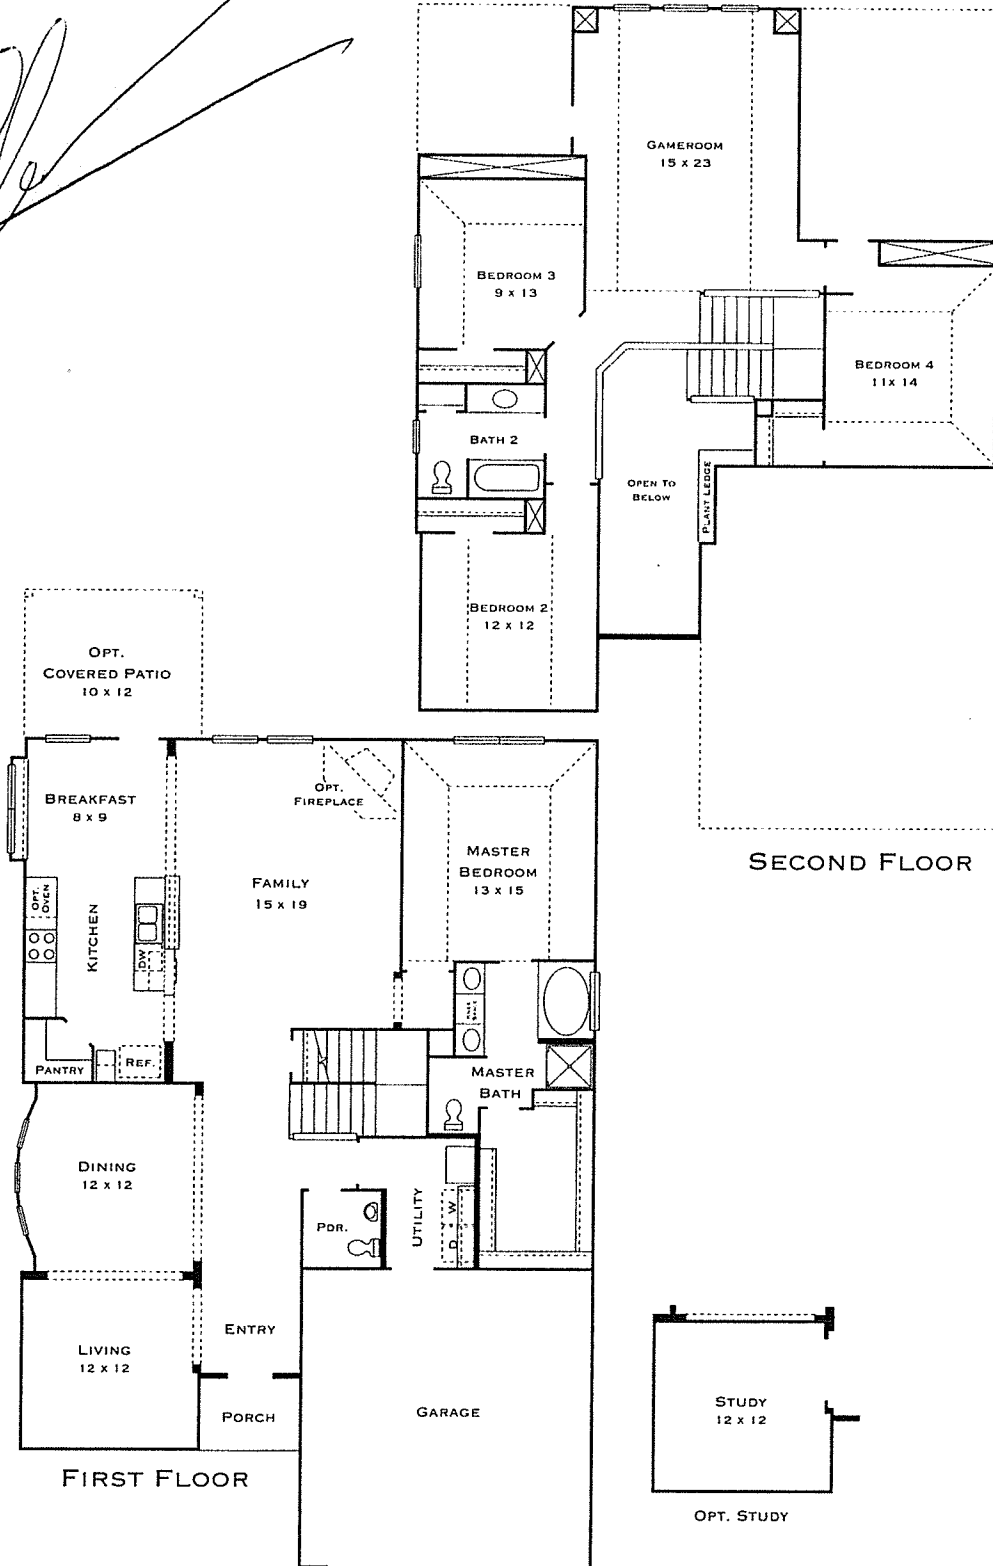 GAMEROOM
15 X 23
BEDROOM 3
9 X 13
BEDROOM 4
11X 14
BATH 2
OPEN TO
BELOW
PLANT LEDGE
BEDROOM 2
12 X 12
SECOND FLOOR
OPT.
COVERED PATIO
10 X 12
BREAKFAST
8 X 9
OPT.
FIREPLACE
FAMILY
15 X 19
MASTER
BEDROOM
13 X 15
OPT.
OVEN
KITCHEN
DW
PANTRY
REF.
MASTER
BATH
DINING
12 X 12
PDR.
UTILITY
W
D
LIVING
12 X 12
ENTRY
PORCH
GARAGE
FIRST FLOOR
STUDY
12 X 12
OPT. STUDY